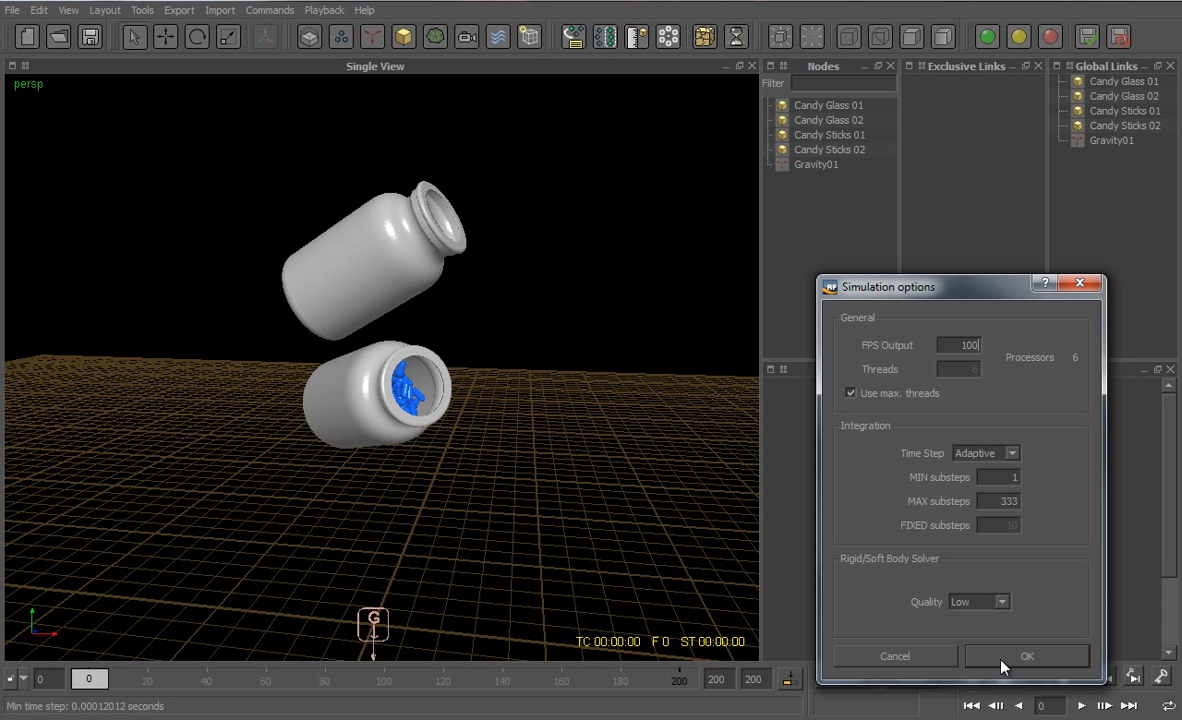 File Edit View Layout Tools Export Import Commands Playback Help
Single View
persp
Nodes
Filter
Candy Glass 01
Candy Glass 02
Candy Sticks 01
Candy Sticks 02
Gravity01
Exclusive Links
Global Links
Candy Glass 01
Candy Glass 02
Candy Sticks 01
Candy Sticks 02
Gravity01
RF Simulation options
General
FPS Output 100
Processors 6
Threads 6
Use max. threads
Integration
Time Step Adaptive
MIN substeps 1
MAX substeps 333
FIXED substeps 10
Rigid/Soft Body Solver
Quality Low
Cancel OK
G
TC 00:00:00 F 0 ST 00:00:00
0 0 20 40 60 80 100 120 140 160 180 200 200 200
Min time step: 0.00012012 seconds
0